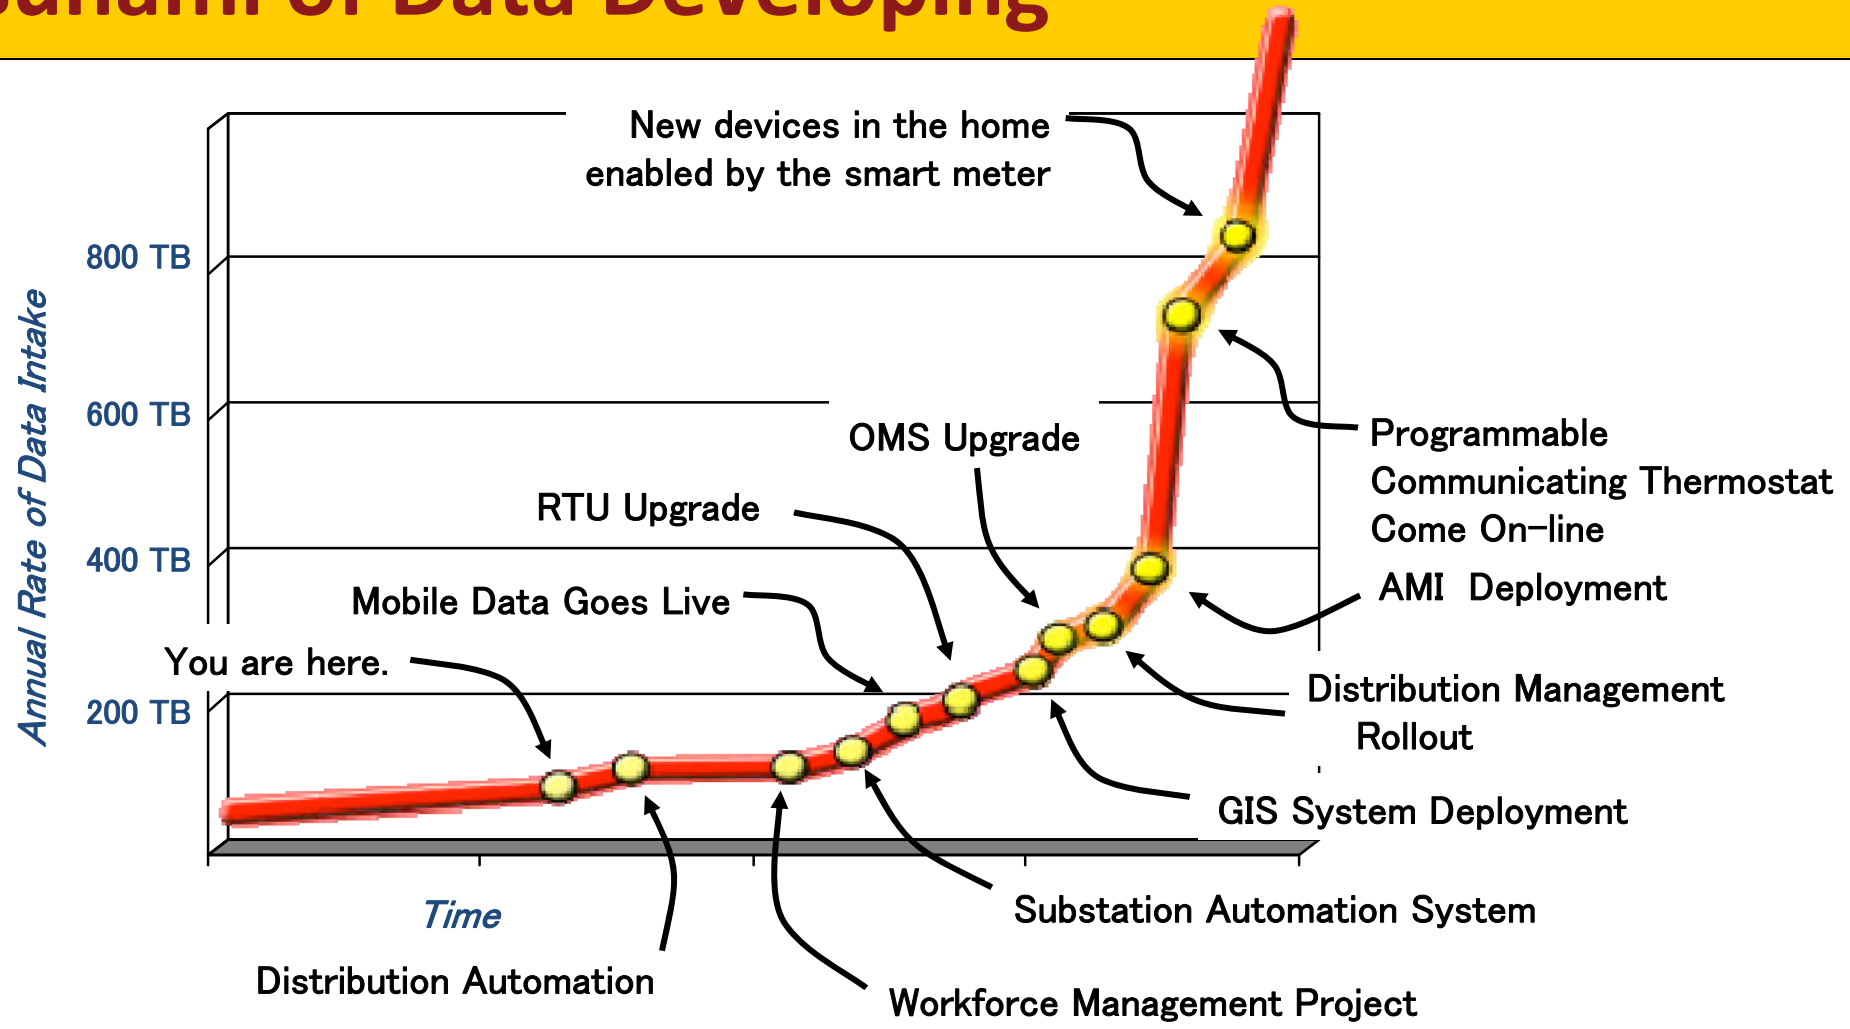 of Data Developing
New devices in the home
enabled by the smart meter
800 TB
600 TB
400 TB
200 TB
Annual Rate of Data Intake
OMS Upgrade
RTU Upgrade
Mobile Data Goes Live
You are here.
Programmable
Communicating Thermostat
Come On-line
AMI Deployment
Distribution Management
Rollout
GIS System Deployment
Substation Automation System
Time
Distribution Automation
Workforce Management Project